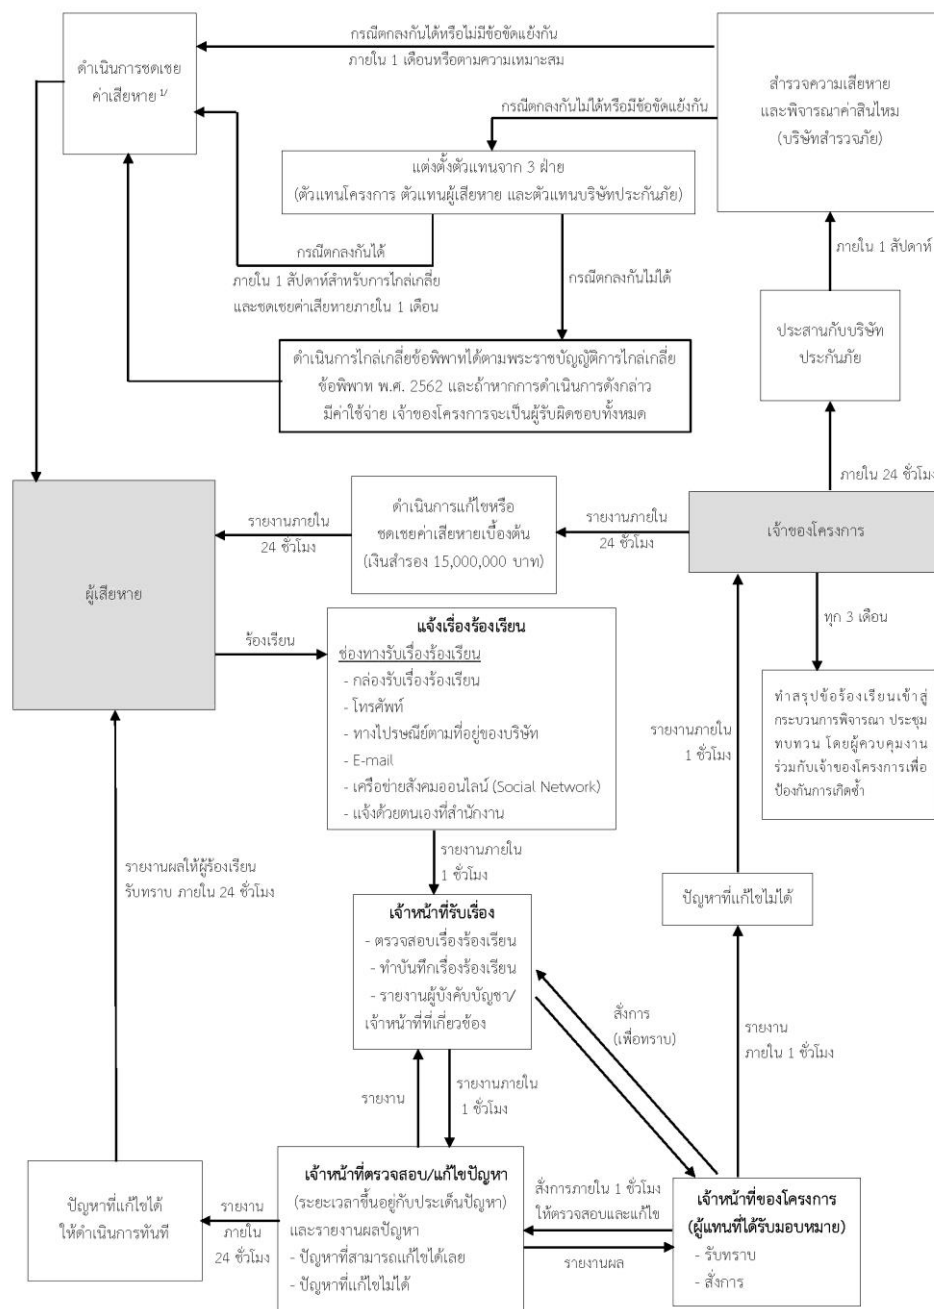 กรณีตกลงกันได้หรือไม่มีข้อขัดแย้งกัน
ภายใน 1 เดือนหรือตามความเหมาะสม
ดำเนินการชดเชย
ค่าเสียหาย 1/
สำรวจความเสียหาย
และพิจารณาค่าสินไหม
(บริษัทสำรวจภัย)
กรณีตกลงกันไม่ได้หรือมีข้อขัดแย้งกัน
แต่งตั้งตัวแทนจาก 3 ฝ่าย
(ตัวแทนโครงการ ตัวแทนผู้เสียหาย และตัวแทนบริษัทประกันภัย)
ภายใน 1 สัปดาห์
กรณีตกลงกันได้
ภายใน 1 สัปดาห์สำหรับการไกล่เกลี่ย
และชดเชยค่าเสียหายภายใน 1 เดือน
กรณีตกลงกันไม่ได้
ประสานกับบริษัท
ประกันภัย
ดำเนินการไกล่เกลี่ยข้อพิพาทได้ตามพระราชบัญญัติการไกล่เกลี่ย
ข้อพิพาท พ.ศ. 2562 และถ้าหากการดำเนินการดังกล่าว
มีค่าใช้จ่าย เจ้าของโครงการจะเป็นผู้รับผิดชอบทั้งหมด
ภายใน 24 ชั่วโมง
ผู้เสียหาย
รายงานภายใน
24 ชั่วโมง
ดำเนินการแก้ไขหรือ
ชดเชยค่าเสียหายเบื้องต้น
(เงินสำรอง 15,000,000 บาท)
รายงานภายใน
24 ชั่วโมง
เจ้าของโครงการ
ทุก 3 เดือน
ร้องเรียน
แจ้งเรื่องร้องเรียน
ช่องทางรับเรื่องร้องเรียน
- กล่องรับเรื่องร้องเรียน
- โทรศัพท์
- ทางไปรษณีย์ตามที่อยู่ของบริษัท
- E-mail
- เครือข่ายสังคมออนไลน์ (Social Network)
- แจ้งด้วยตนเองที่สำนักงาน
รายงานภายใน
1 ชั่วโมง
ทำสรุปข้อร้องเรียนเข้าสู่
กระบวนการพิจารณา ประชุม
ทบทวน โดยผู้ควบคุมงาน
ร่วมกับเจ้าของโครงการเพื่อ
ป้องกันการเกิดซ้ำ
รายงานผลให้ผู้ร้องเรียน
รับทราบ ภายใน 24 ชั่วโมง
รายงานภายใน
1 ชั่วโมง
ปัญหาที่แก้ไขไม่ได้
เจ้าหน้าที่รับเรื่อง
- ตรวจสอบเรื่องร้องเรียน
- ทำบันทึกเรื่องร้องเรียน
- รายงานผู้บังคับบัญชา/
เจ้าหน้าที่ที่เกี่ยวข้อง
สั่งการ
(เพื่อทราบ)
รายงาน
ภายใน 1 ชั่วโมง
รายงาน
รายงานภายใน
1 ชั่วโมง
ปัญหาที่แก้ไขได้
ให้ดำเนินการทันที
รายงาน
ภายใน
24 ชั่วโมง
เจ้าหน้าที่ตรวจสอบ/แก้ไขปัญหา
(ระยะเวลาขึ้นอยู่กับประเด็นปัญหา)
และรายงานผลปัญหา
- ปัญหาที่สามารถแก้ไขได้เลย
- ปัญหาที่แก้ไขไม่ได้
สั่งการภายใน 1 ชั่วโมง
ให้ตรวจสอบและแก้ไข
รายงานผล
เจ้าหน้าที่ของโครงการ
(ผู้แทนที่ได้รับมอบหมาย)
- รับทราบ
- สั่งการ